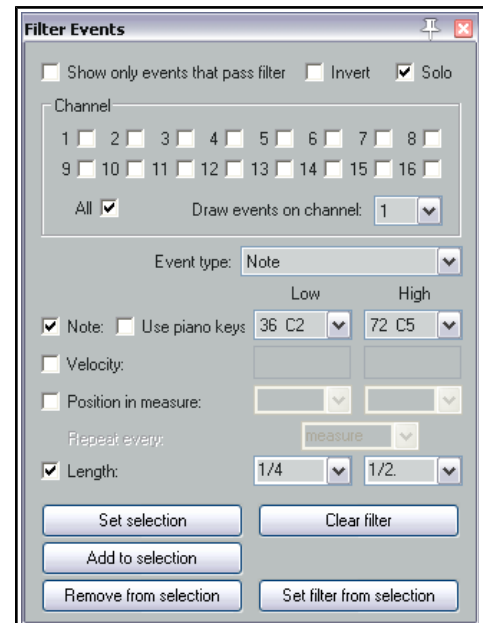 Filter Events
Show only events that pass filter Invert Solo
Channel
1 2 3 4 5 6 7 8
9 10 11 12 13 14 15 16
All Draw events on channel: 1
Event type: Note
Low High
Note: Use piano keys 36 C2 72 C5
Velocity:
Position in measure:
Repeat every: measure
Length: 1/4 1/2.
Set selection Clear filter
Add to selection
Remove from selection Set filter from selection